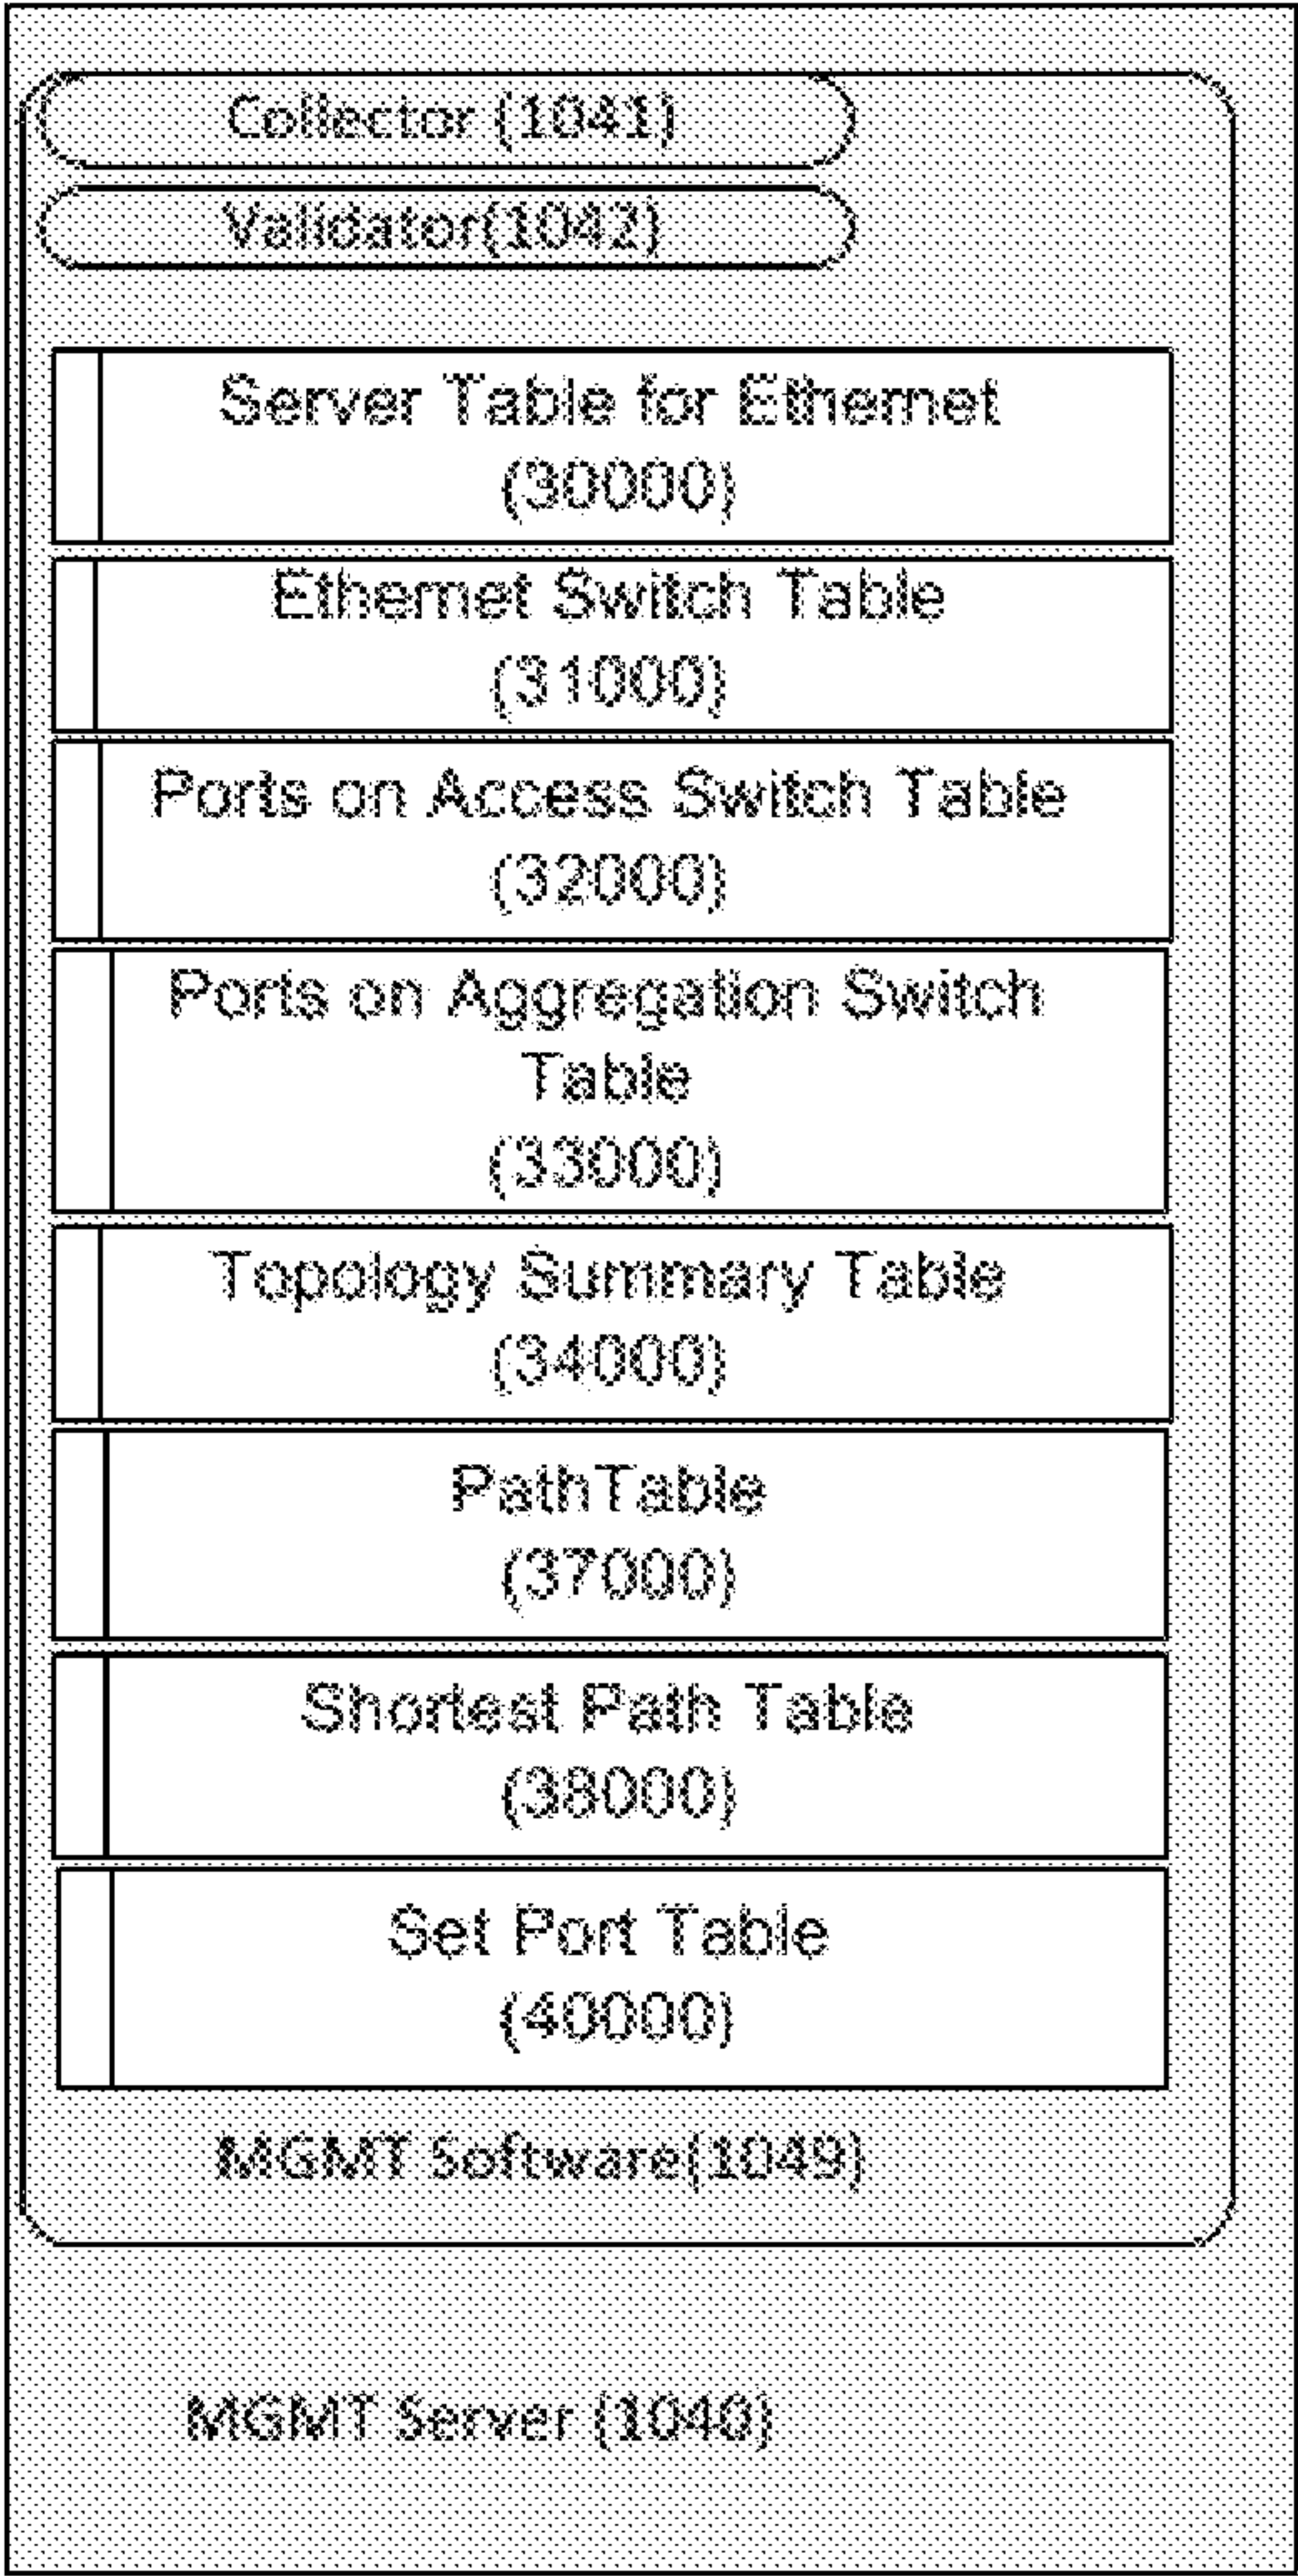 Collector (1041)
Validator(1042)
Server Table for Ethernet
(30000)
Ethernet Switch Table
(31000)
Ports on Access Switch Table
(32000)
Ports on Aggregation Switch
Table
(33000)
Topology Summary Table
(34000)
PathTable
(37000)
Shortest Path Table
(38000)
Set Port Table
(40000)
MGMT Software(1049)
MGMT Server (1040)